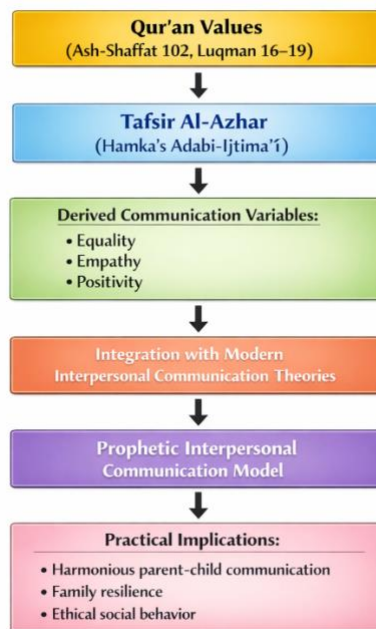 Qur'an Values
(Ash-Shaffat 102, Luqman 16–19)
Tafsir Al-Azhar
(Hamka's Adabi-Ijtima'i)
Derived Communication Variables:
• Equality
• Empathy
• Positivity
Integration with Modern
Interpersonal Communication Theories
Prophetic Interpersonal
Communication Model
Practical Implications:
• Harmonious parent-child communication
• Family resilience
• Ethical social behavior